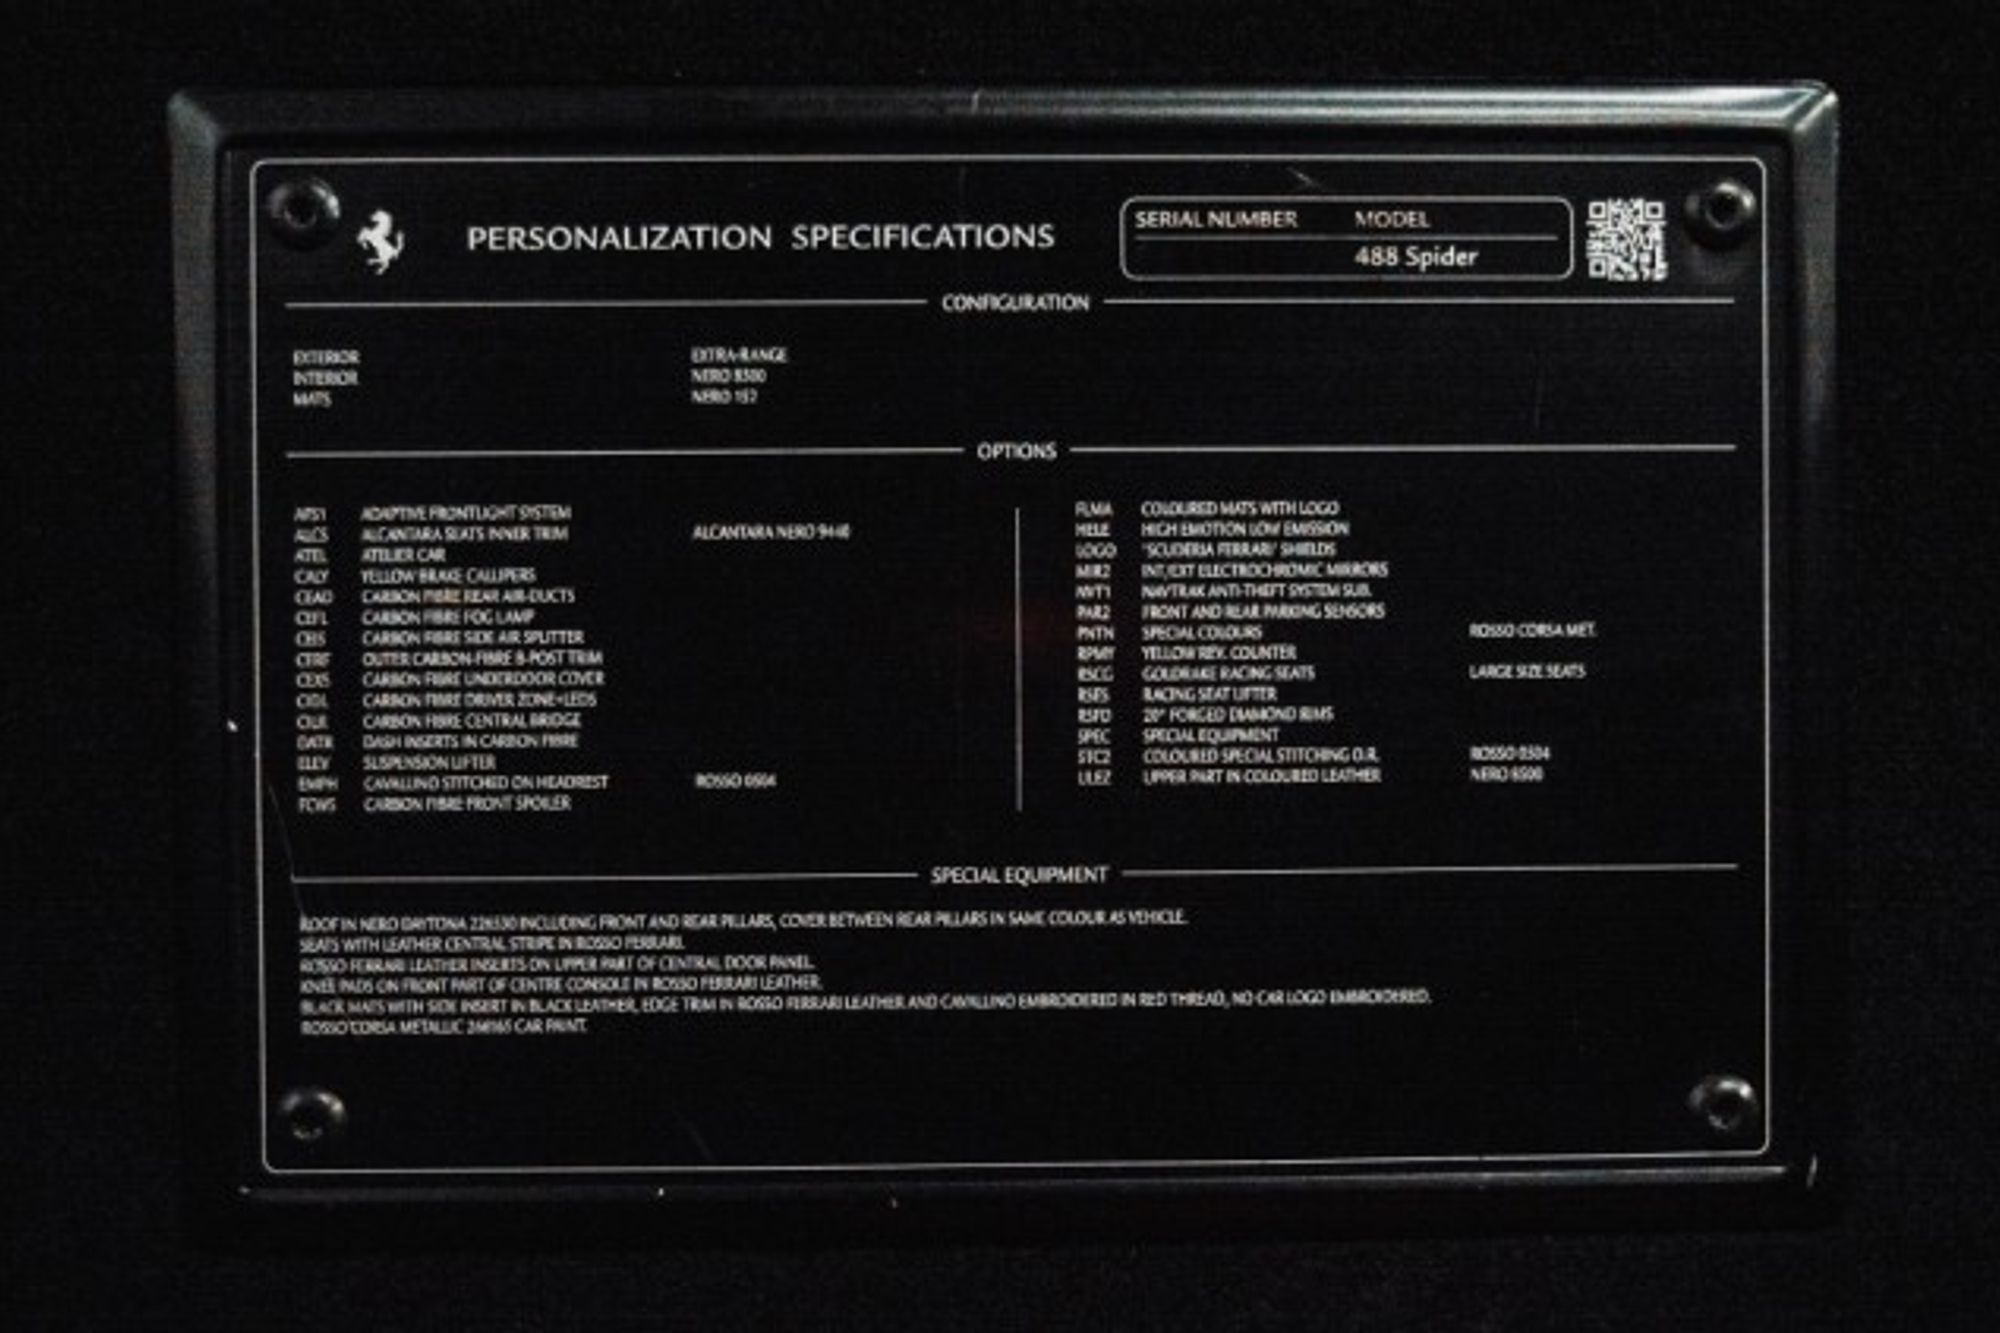 PERSONALIZATION SPECIFICATIONS
SERIAL NUMBER MODEL
488 Spider
CONFIGURATION
EXTERIOR EXTRA-RANGE
INTERIOR NERO 8500
MATS NERO 157
OPTIONS
AFS1 ADAPTIVE FRONTLIGHT SYSTEM
ALCS ALCANTARA SEATS INNER TRIM ALCANTARA NERO 9440
ATEL ATELIER CAR
CALY YELLOW BRAKE CALLIPERS
CEAD CARBON FIBRE REAR AIR-DUCTS
CEFL CARBON FIBRE FOG LAMP
CEIS CARBON FIBRE SIDE AIR SPLITTER
OUTER CARBON-FIBRE B-POST TRIM
CEXS CARBON FIBRE UNDERDOOR COVER
CARBON FIBRE DRIVER ZONE+LEDS
CARBON FIBRE CENTRAL BRIDGE
DASH INSERTS IN CARBON FIBRE
ELEV SUSPENSION LIFTER
EMPH CAVALLINO STITCHED ON HEADREST ROSSO 0504
FCWS CARBON FIBRE FRONT SPOILER
FLMA COLOURED MATS WITH LOGO
HELE HIGH EMOTION LOW EMISSION
LOGO "SCUDERIA FERRARI" SHIELDS
MIR2 INT/EXT ELECTROCHROMIC MIRRORS
NVT1 NAVTRAK ANTI-THEFT SYSTEM SUB.
PAR2 FRONT AND REAR PARKING SENSORS
PNTN SPECIAL COLOURS ROSSO CORSA MET.
RPMY YELLOW REV. COUNTER
RSCG GOLDRAKE RACING SEATS LARGE SIZE SEATS
RSES RACING SEAT LIFTER
RSFD 20" FORGED DIAMOND RIMS
SPEC SPECIAL EQUIPMENT
STC2 COLOURED SPECIAL STITCHING O.R. ROSSO 0504
ULEZ UPPER PART IN COLOURED LEATHER NERO 8500
SPECIAL EQUIPMENT
ROOF IN NERO DAYTONA 226530 INCLUDING FRONT AND REAR PILLARS, COVER BETWEEN REAR PILLARS IN SAME COLOUR AS VEHICLE.
SEATS WITH LEATHER CENTRAL STRIPE IN ROSSO FERRARI.
ROSSO FERRARI LEATHER INSERTS ON UPPER PART OF CENTRAL DOOR PANEL.
KNEE PADS ON FRONT PART OF CENTRE CONSOLE IN ROSSO FERRARI LEATHER.
BLACK MATS WITH SIDE INSERT IN BLACK LEATHER, EDGE TRIM IN ROSSO FERRARI LEATHER AND CAVALLINO EMBROIDERED IN RED THREAD, NO CAR LOGO EMBROIDERED.
ROSSO CORSA METALLIC CAR PAINT.